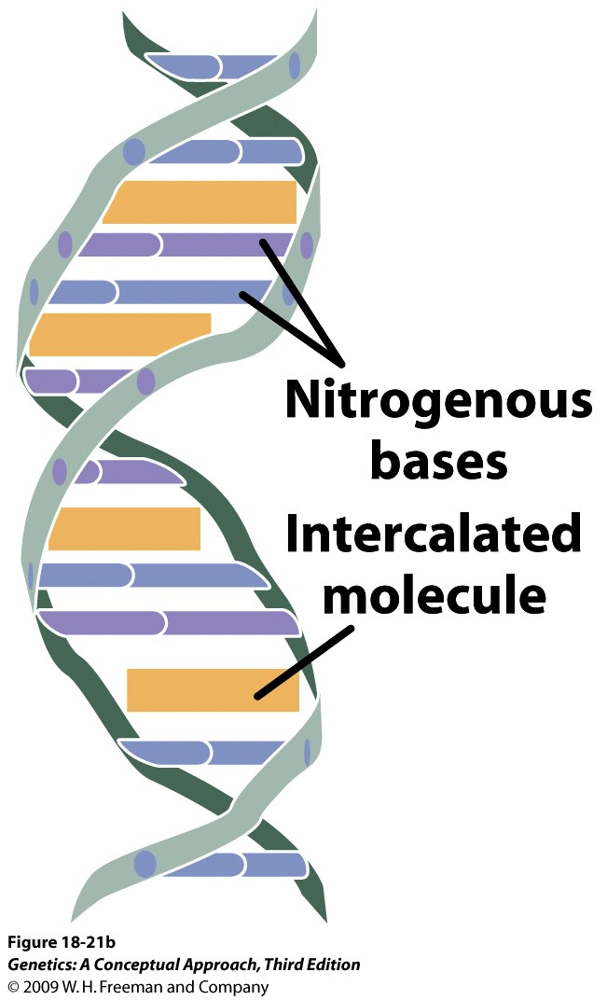 Nitrogenous
bases
Intercalated
molecule
Figure 18-21b
Genetics: A Conceptual Approach, Third Edition
© 2009 W. H. Freeman and Company